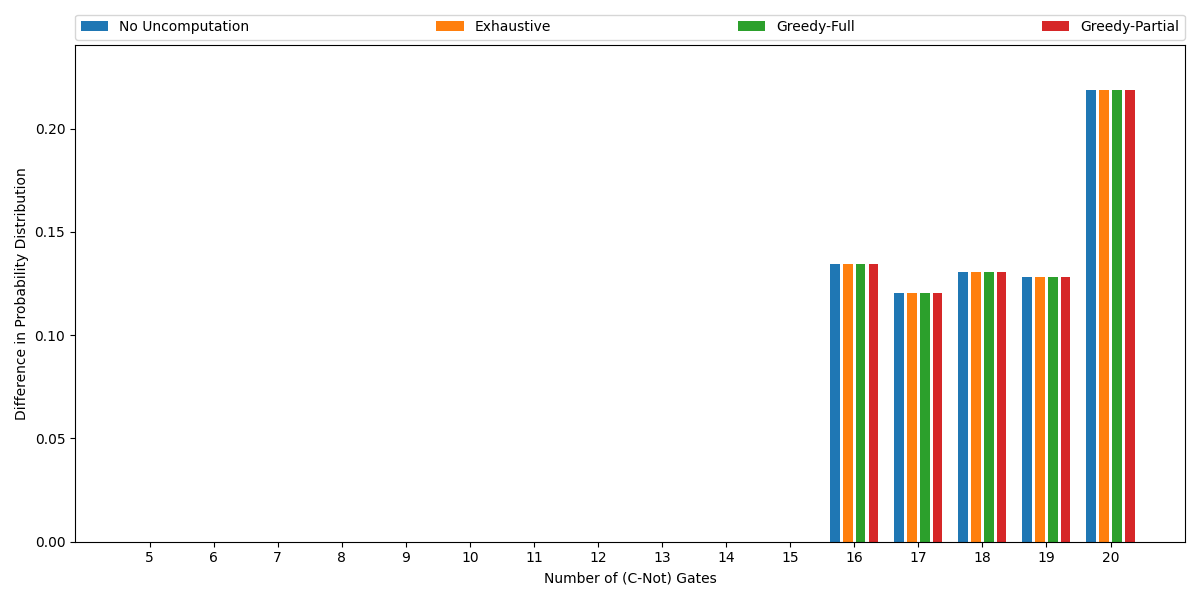 No Uncomputation Exhaustive Greedy-Full Greedy-Partial
Difference in Probability Distribution
0.20
0.15
0.10
0.05
0.00
5 6 7 8 9 10 11 12 13 14 15 16 17 18 19 20
Number of (C-Not) Gates